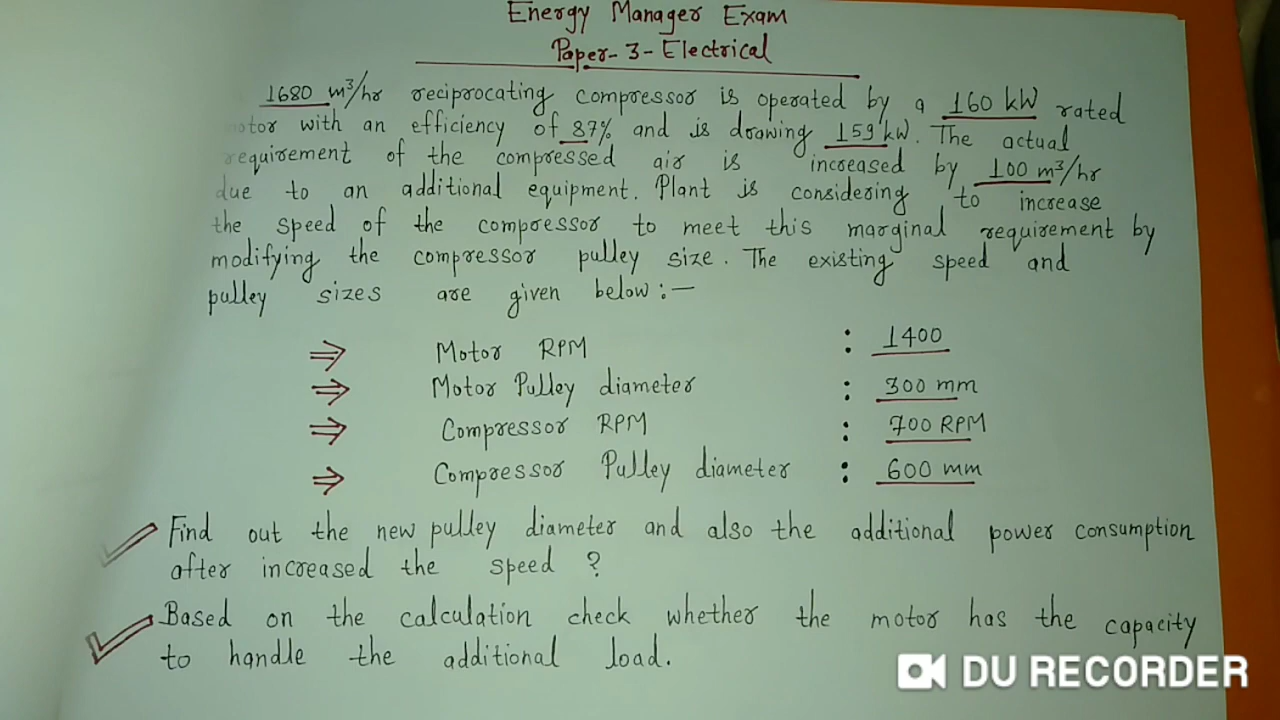 Energy Manager Exam
Paper-3-Electrical
1680 m³/hr reciprocating compressor is operated by a 160 kW rated
motor with an efficiency of 87% and is drawing 159 kW. The actual
requirement of the compressed air is increased by 100 m³/hr
due to an additional equipment. Plant is considering to increase
the speed of the compressor to meet this marginal requirement by
modifying the compressor pulley size. The existing speed and
pulley sizes are given below:-
⇒ Motor RPM : 1400
⇒ Motor Pulley diameter : 300 mm
⇒ Compressor RPM : 700 RPM
⇒ Compressor Pulley diameter : 600 mm
Find out the new pulley diameter and also the additional power consumption
after increased the speed ?
Based on the calculation check whether the motor has the capacity
to handle the additional load.
DU RECORDER